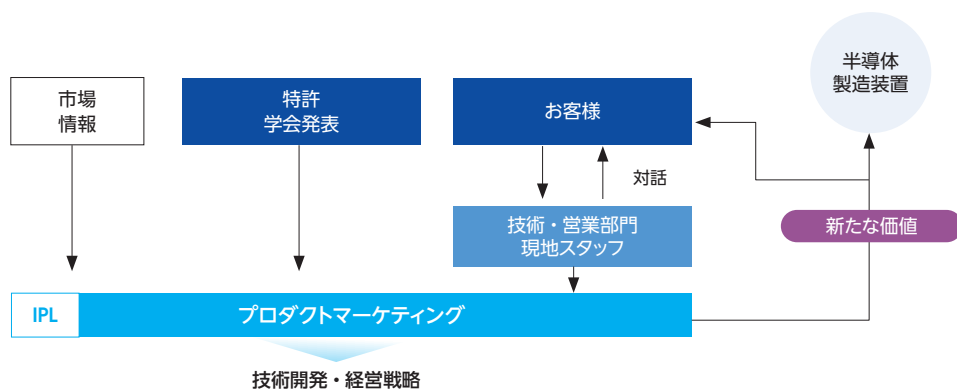 半導体
製造装置
市場
情報
特許
学会発表
お客様
対話
技術・営業部門
現地スタッフ
新たな価値
IPL
プロダクトマーケティング
技術開発・経営戦略